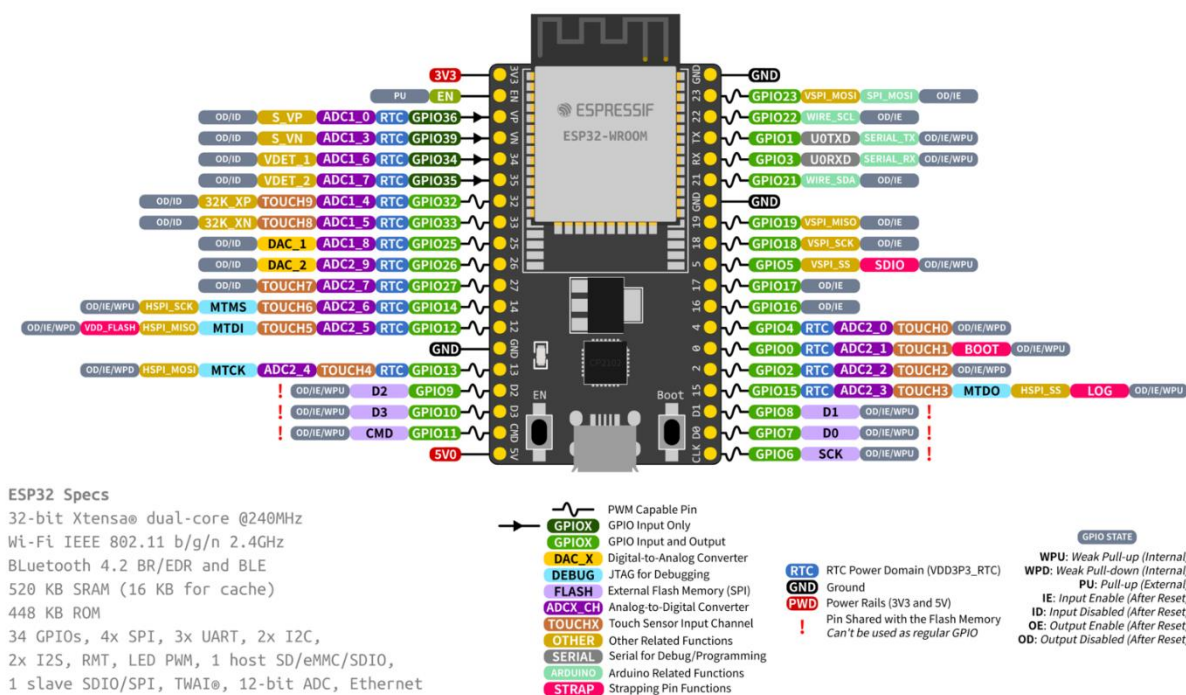 3V3 3V3 GND GND
PU EN EN 23 GPIO23 VSPI_MOSI SPI_MOSI OD/IE
OD/ID S_VP ADC1_0 RTC GPIO36 VP 22 GPIO22 WIRE_SCL OD/IE
OD/ID S_VN ADC1_3 RTC GPIO39 VN TX GPIO1 U0TXD SERIAL_TX OD/IE/WPU
OD/ID VDET_1 ADC1_6 RTC GPIO34 34 RX GPIO3 U0RXD SERIAL_RX OD/IE/WPU
OD/ID VDET_2 ADC1_7 RTC GPIO35 35 21 GPIO21 WIRE_SDA OD/IE
OD/ID 32K_XP TOUCH9 ADC1_4 RTC GPIO32 32 GND GND
OD/ID 32K_XN TOUCH8 ADC1_5 RTC GPIO33 33 19 GPIO19 VSPI_MISO OD/IE
OD/ID DAC_1 ADC1_8 RTC GPIO25 25 18 GPIO18 VSPI_SCK OD/IE
OD/ID DAC_2 ADC2_9 RTC GPIO26 26 5 GPIO5 VSPI_SS SDIO OD/IE/WPU
OD/ID TOUCH7 ADC2_7 RTC GPIO27 27 17 GPIO17 OD/IE
OD/IE/WPU HSPI_SCK MTMS TOUCH6 ADC2_6 RTC GPIO14 14 16 GPIO16 OD/IE
OD/IE/WPD VDD_FLASH HSPI_MISO MTDI TOUCH5 ADC2_5 RTC GPIO12 12 4 GPIO4 RTC ADC2_0 TOUCH0 OD/IE/WPD
GND GND 0 GPIO0 RTC ADC2_1 TOUCH1 BOOT OD/IE/WPU
OD/IE/WPD HSPI_MOSI MTCK ADC2_4 TOUCH4 RTC GPIO13 13 2 GPIO2 RTC ADC2_2 TOUCH2 OD/IE/WPD
! OD/IE/WPU D2 GPIO9 D2 15 GPIO15 RTC ADC2_3 TOUCH3 MTDO HSPI_SS LOG OD/IE/WPU
! OD/IE/WPU D3 GPIO10 D3 D1 GPIO8 D1 OD/IE/WPU !
! OD/IE/WPU CMD GPIO11 CMD D0 GPIO7 D0 OD/IE/WPU !
5V0 5V CLK GPIO6 SCK OD/IE/WPU !
ESPRESSIF
ESP32-WROOM
CP2102
EN Boot
ESP32 Specs
32-bit Xtensa® dual-core @240MHz
Wi-Fi IEEE 802.11 b/g/n 2.4GHz
BLuetooth 4.2 BR/EDR and BLE
520 KB SRAM (16 KB for cache)
448 KB ROM
34 GPIOs, 4x SPI, 3x UART, 2x I2C,
2x I2S, RMT, LED PWM, 1 host SD/eMMC/SDIO,
1 slave SDIO/SPI, TWAI®, 12-bit ADC, Ethernet
PWM Capable Pin
GPIOX GPIO Input Only
GPIOX GPIO Input and Output
DAC_X Digital-to-Analog Converter
DEBUG JTAG for Debugging
FLASH External Flash Memory (SPI)
ADCX_CH Analog-to-Digital Converter
TOUCHX Touch Sensor Input Channel
OTHER Other Related Functions
SERIAL Serial for Debug/Programming
ARDUINO Arduino Related Functions
STRAP Strapping Pin Functions
RTC RTC Power Domain (VDD3P3_RTC)
GND Ground
PWD Power Rails (3V3 and 5V)
! Pin Shared with the Flash Memory
Can't be used as regular GPIO
GPIO STATE
WPU: Weak Pull-up (Internal
WPD: Weak Pull-down (Internal
PU: Pull-up (External
IE: Input Enable (After Reset
ID: Input Disabled (After Reset
OE: Output Enable (After Reset
OD: Output Disabled (After Reset